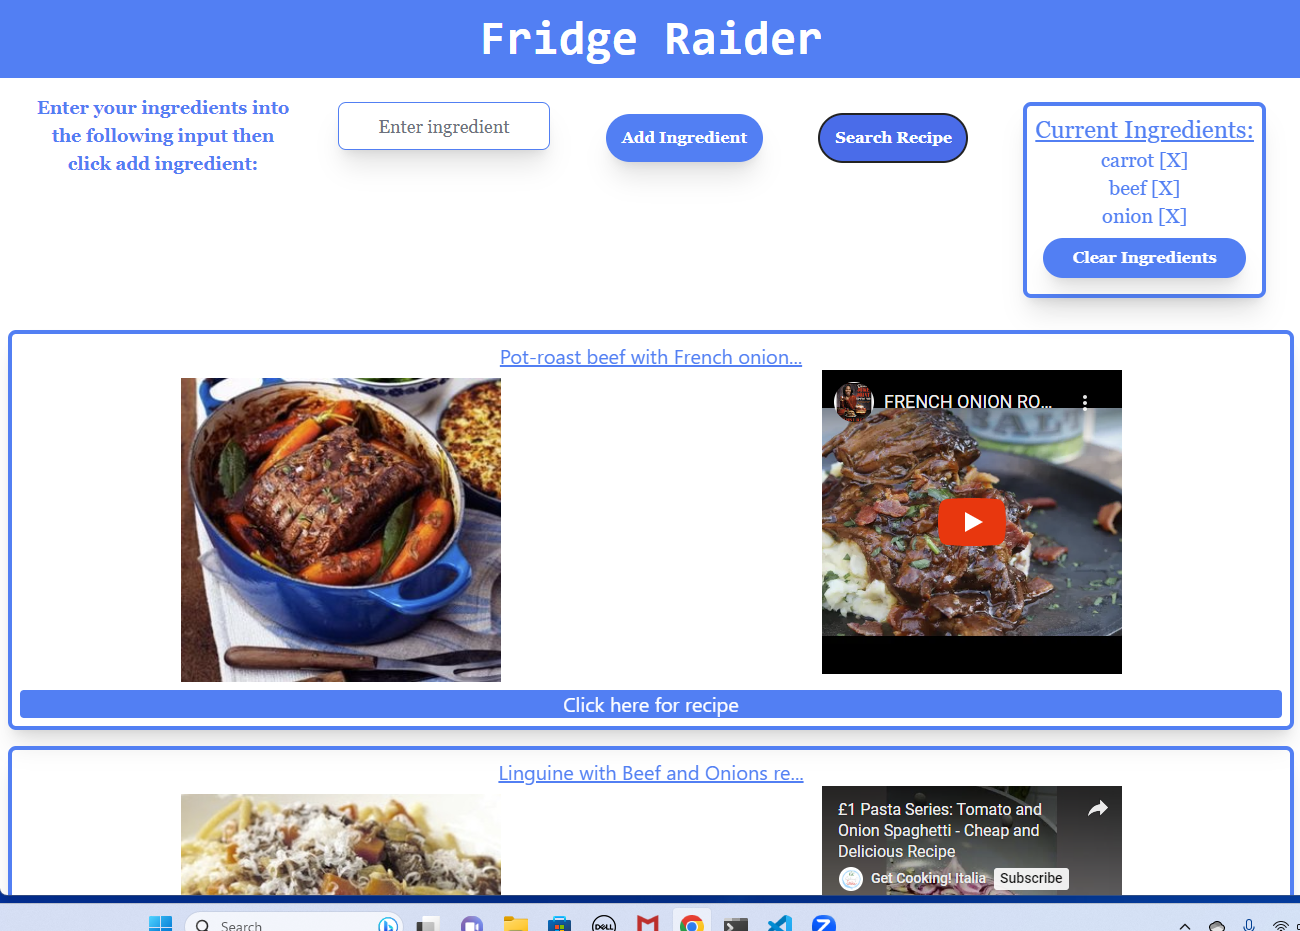 Fridge Raider
Enter your ingredients into
the following input then
click add ingredient:
Enter ingredient
Add Ingredient
Search Recipe
Current Ingredients:
carrot [X]
beef [X]
onion [X]
Clear Ingredients
Pot-roast beef with French onion...
FRENCH ONION RO...
Click here for recipe
Linguine with Beef and Onions re...
£1 Pasta Series: Tomato and
Onion Spaghetti - Cheap and
Delicious Recipe
Get Cooking! Italia
Subscribe
Search
DELL